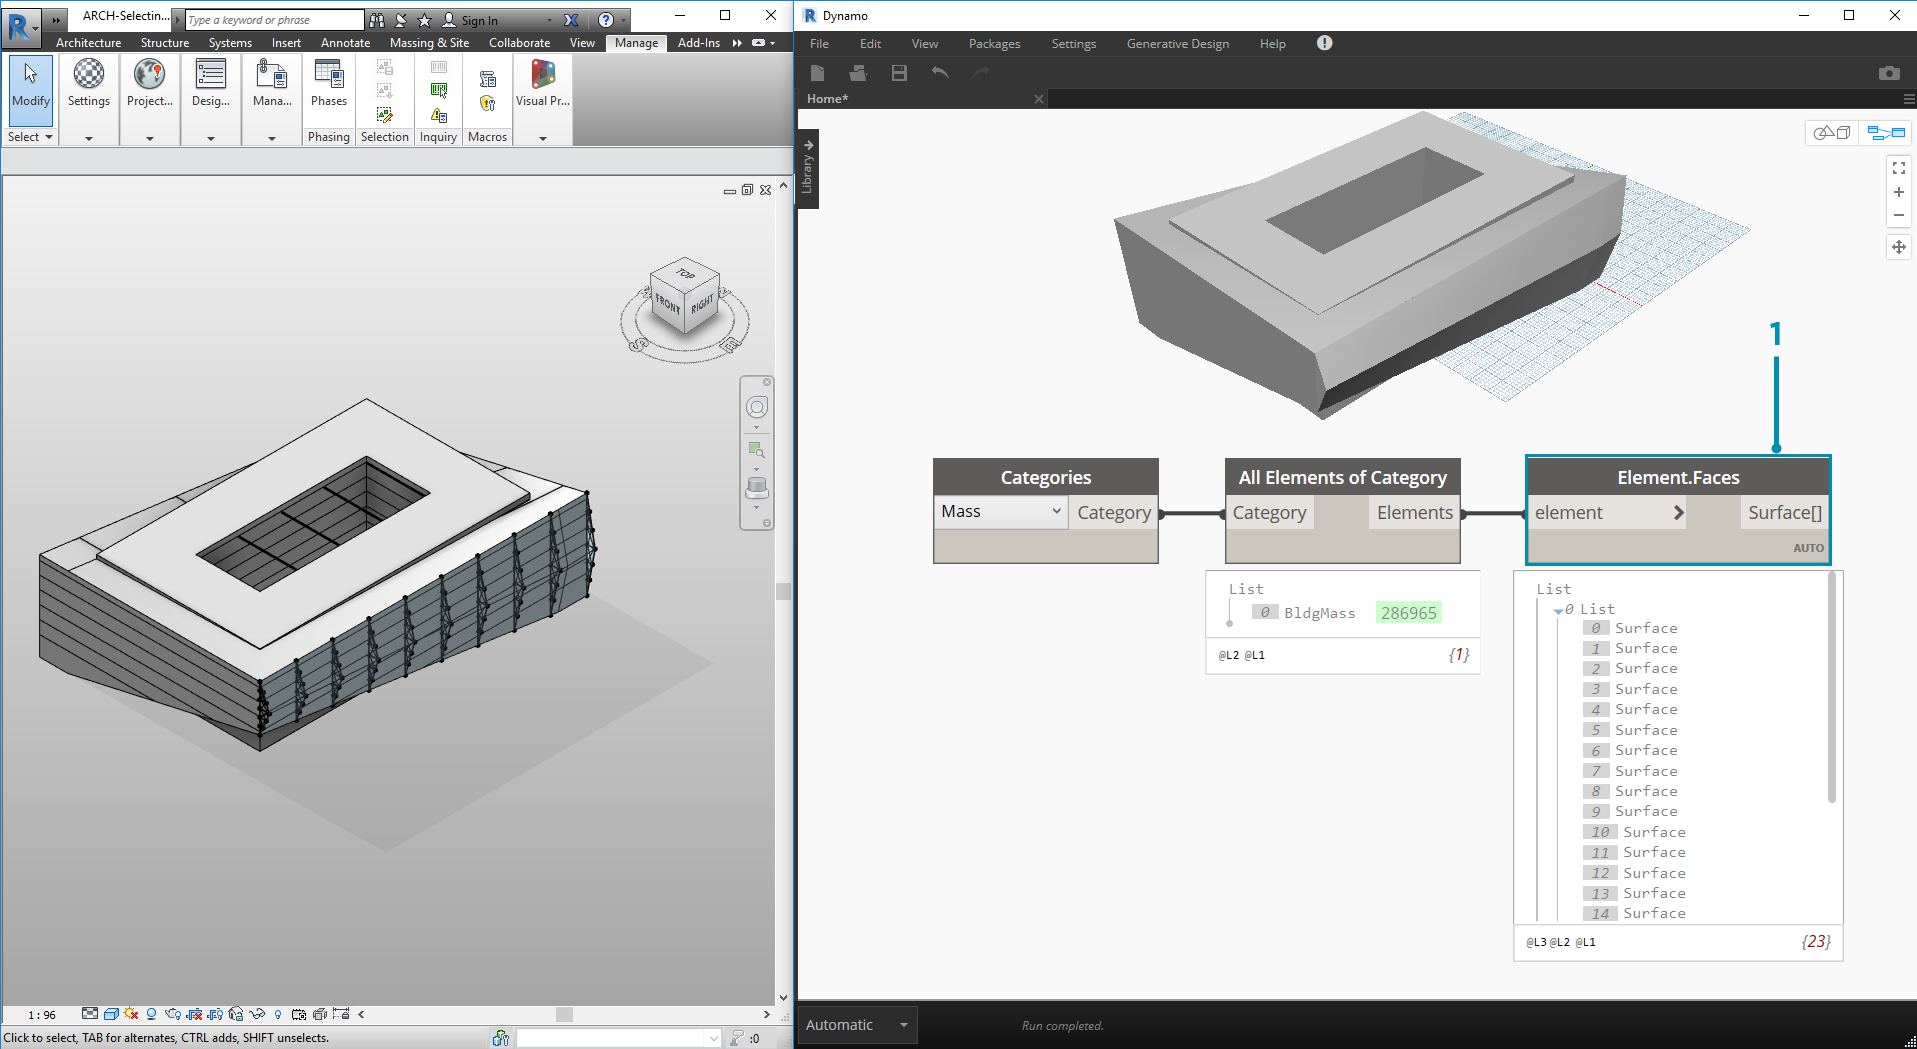 ARCH-Selectin...
Type a keyword or phrase
Sign In
Architecture Structure Systems Insert Annotate Massing & Site Collaborate View Manage Add-Ins
Modify Settings Project... Desig... Mana... Phases Visual Pr...
Select Phasing Selection Inquiry Macros
TOP
FRONT RIGHT
S E
1 : 96
Click to select, TAB for alternates, CTRL adds, SHIFT unselects.
:0
Dynamo
File Edit View Packages Settings Generative Design Help
Home*
Library
1
Categories
Mass Category
All Elements of Category
Category Elements
Element.Faces
element Surface[]
AUTO
List
0 BldgMass 286965
@L2 @L1 {1}
List
0 List
0 Surface
1 Surface
2 Surface
3 Surface
4 Surface
5 Surface
6 Surface
7 Surface
8 Surface
9 Surface
10 Surface
11 Surface
12 Surface
13 Surface
14 Surface
@L3 @L2 @L1 {23}
Automatic
Run completed.